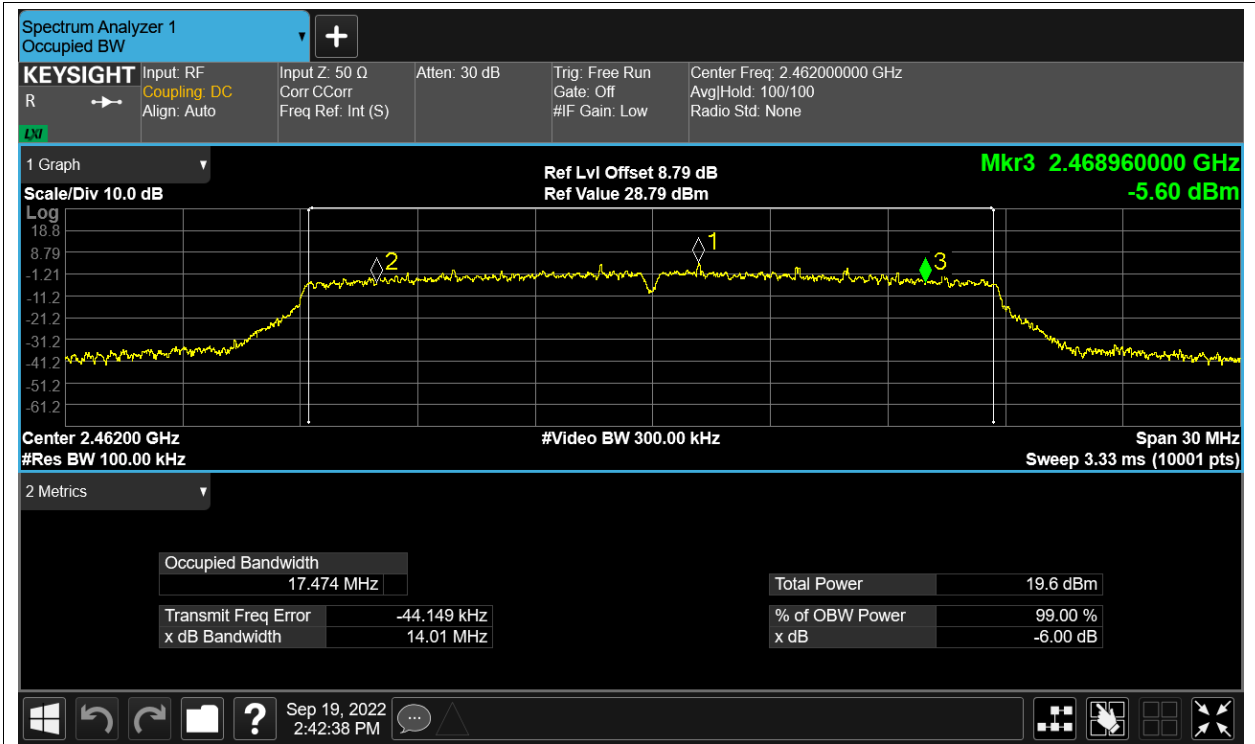 Spectrum Analyzer 1
Occupied BW
KEYSIGHT
R
LXI
Input: RF
Coupling: DC
Align: Auto
Input Z: 50 Ω
Corr CCorr
Freq Ref: Int (S)
Atten: 30 dB
Trig: Free Run
Gate: Off
#IF Gain: Low
Center Freq: 2.462000000 GHz
Avg|Hold: 100/100
Radio Std: None
1 Graph
Scale/Div 10.0 dB
Ref Lvl Offset 8.79 dB
Ref Value 28.79 dBm
Mkr3 2.468960000 GHz
-5.60 dBm
Log
18.8
8.79
-1.21
-11.2
-21.2
-31.2
-41.2
-51.2
-61.2
2
1
3
Center 2.46200 GHz
#Video BW 300.00 kHz
Span 30 MHz
#Res BW 100.00 kHz
Sweep 3.33 ms (10001 pts)
2 Metrics
Occupied Bandwidth
17.474 MHz
Transmit Freq Error -44.149 kHz
x dB Bandwidth 14.01 MHz
Total Power 19.6 dBm
% of OBW Power 99.00 %
x dB -6.00 dB
?
Sep 19, 2022
2:42:38 PM